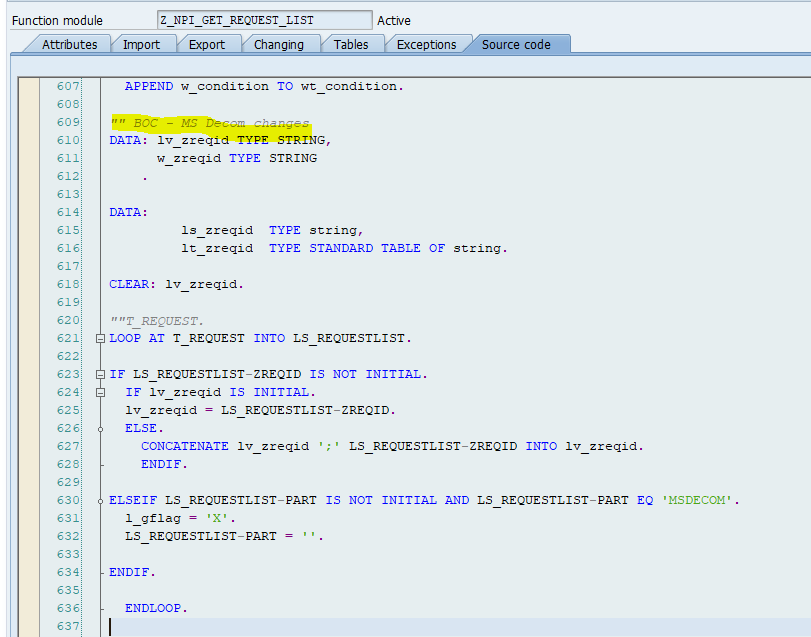 Function module Z_NPI_GET_REQUEST_LIST Active
Attributes Import Export Changing Tables Exceptions Source code
607 APPEND w_condition TO wt_condition.
608
609 "" BOC - MS Decom changes
610 DATA: lv_zreqid TYPE STRING,
611 w_zreqid TYPE STRING
612 .
613
614 DATA:
615 ls_zreqid TYPE string,
616 lt_zreqid TYPE STANDARD TABLE OF string.
617
618 CLEAR: lv_zreqid.
619
620 ""T_REQUEST.
621 LOOP AT T_REQUEST INTO LS_REQUESTLIST.
622
623 IF LS_REQUESTLIST-ZREQID IS NOT INITIAL.
624 IF lv_zreqid IS INITIAL.
625 lv_zreqid = LS_REQUESTLIST-ZREQID.
626 ELSE.
627 CONCATENATE lv_zreqid ';' LS_REQUESTLIST-ZREQID INTO lv_zreqid.
628 ENDIF.
629
630 ELSEIF LS_REQUESTLIST-PART IS NOT INITIAL AND LS_REQUESTLIST-PART EQ 'MSDECOM'.
631 l_gflag = 'X'.
632 LS_REQUESTLIST-PART = ''.
633
634 ENDIF.
635
636 ENDLOOP.
637